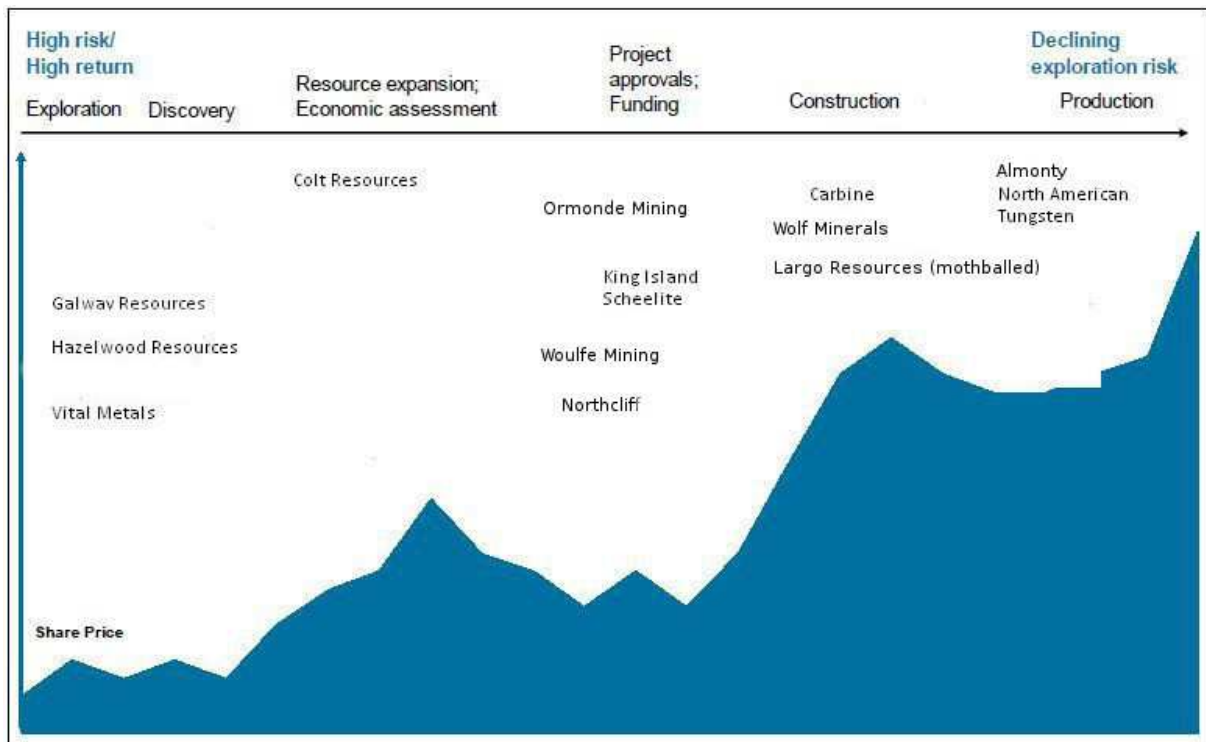 High risk/
High return
Declining
exploration risk
Exploration
Discovery
Resource expansion;
Economic assessment
Project
approvals;
Funding
Construction
Production
Colt Resources
Ormonde Mining
Carbine
Almonty
North American
Tungsten
Wolf Minerals
Largo Resources (mothballed)
King Island
Scheelite
Galway Resources
Hazelwood Resources
Woulfe Mining
Vital Metals
Northcliff
Share Price